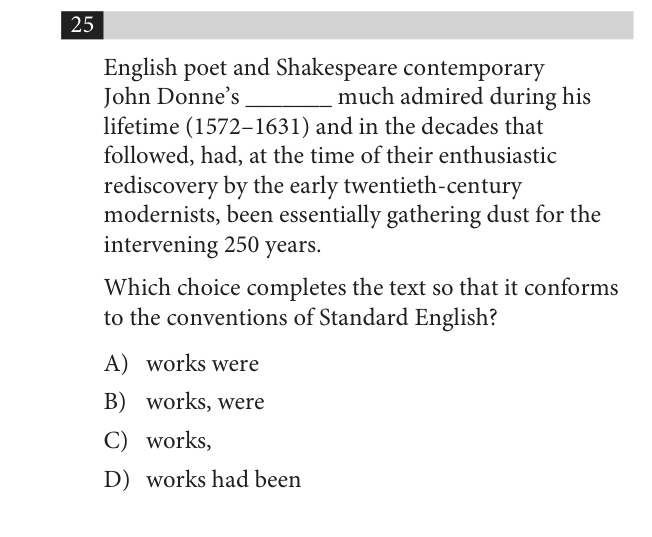 25
English poet and Shakespeare contemporary
John Donne’s _______ much admired during his
lifetime (1572–1631) and in the decades that
followed, had, at the time of their enthusiastic
rediscovery by the early twentieth-century
modernists, been essentially gathering dust for the
intervening 250 years.
Which choice completes the text so that it conforms
to the conventions of Standard English?
A) works were
B) works, were
C) works,
D) works had been